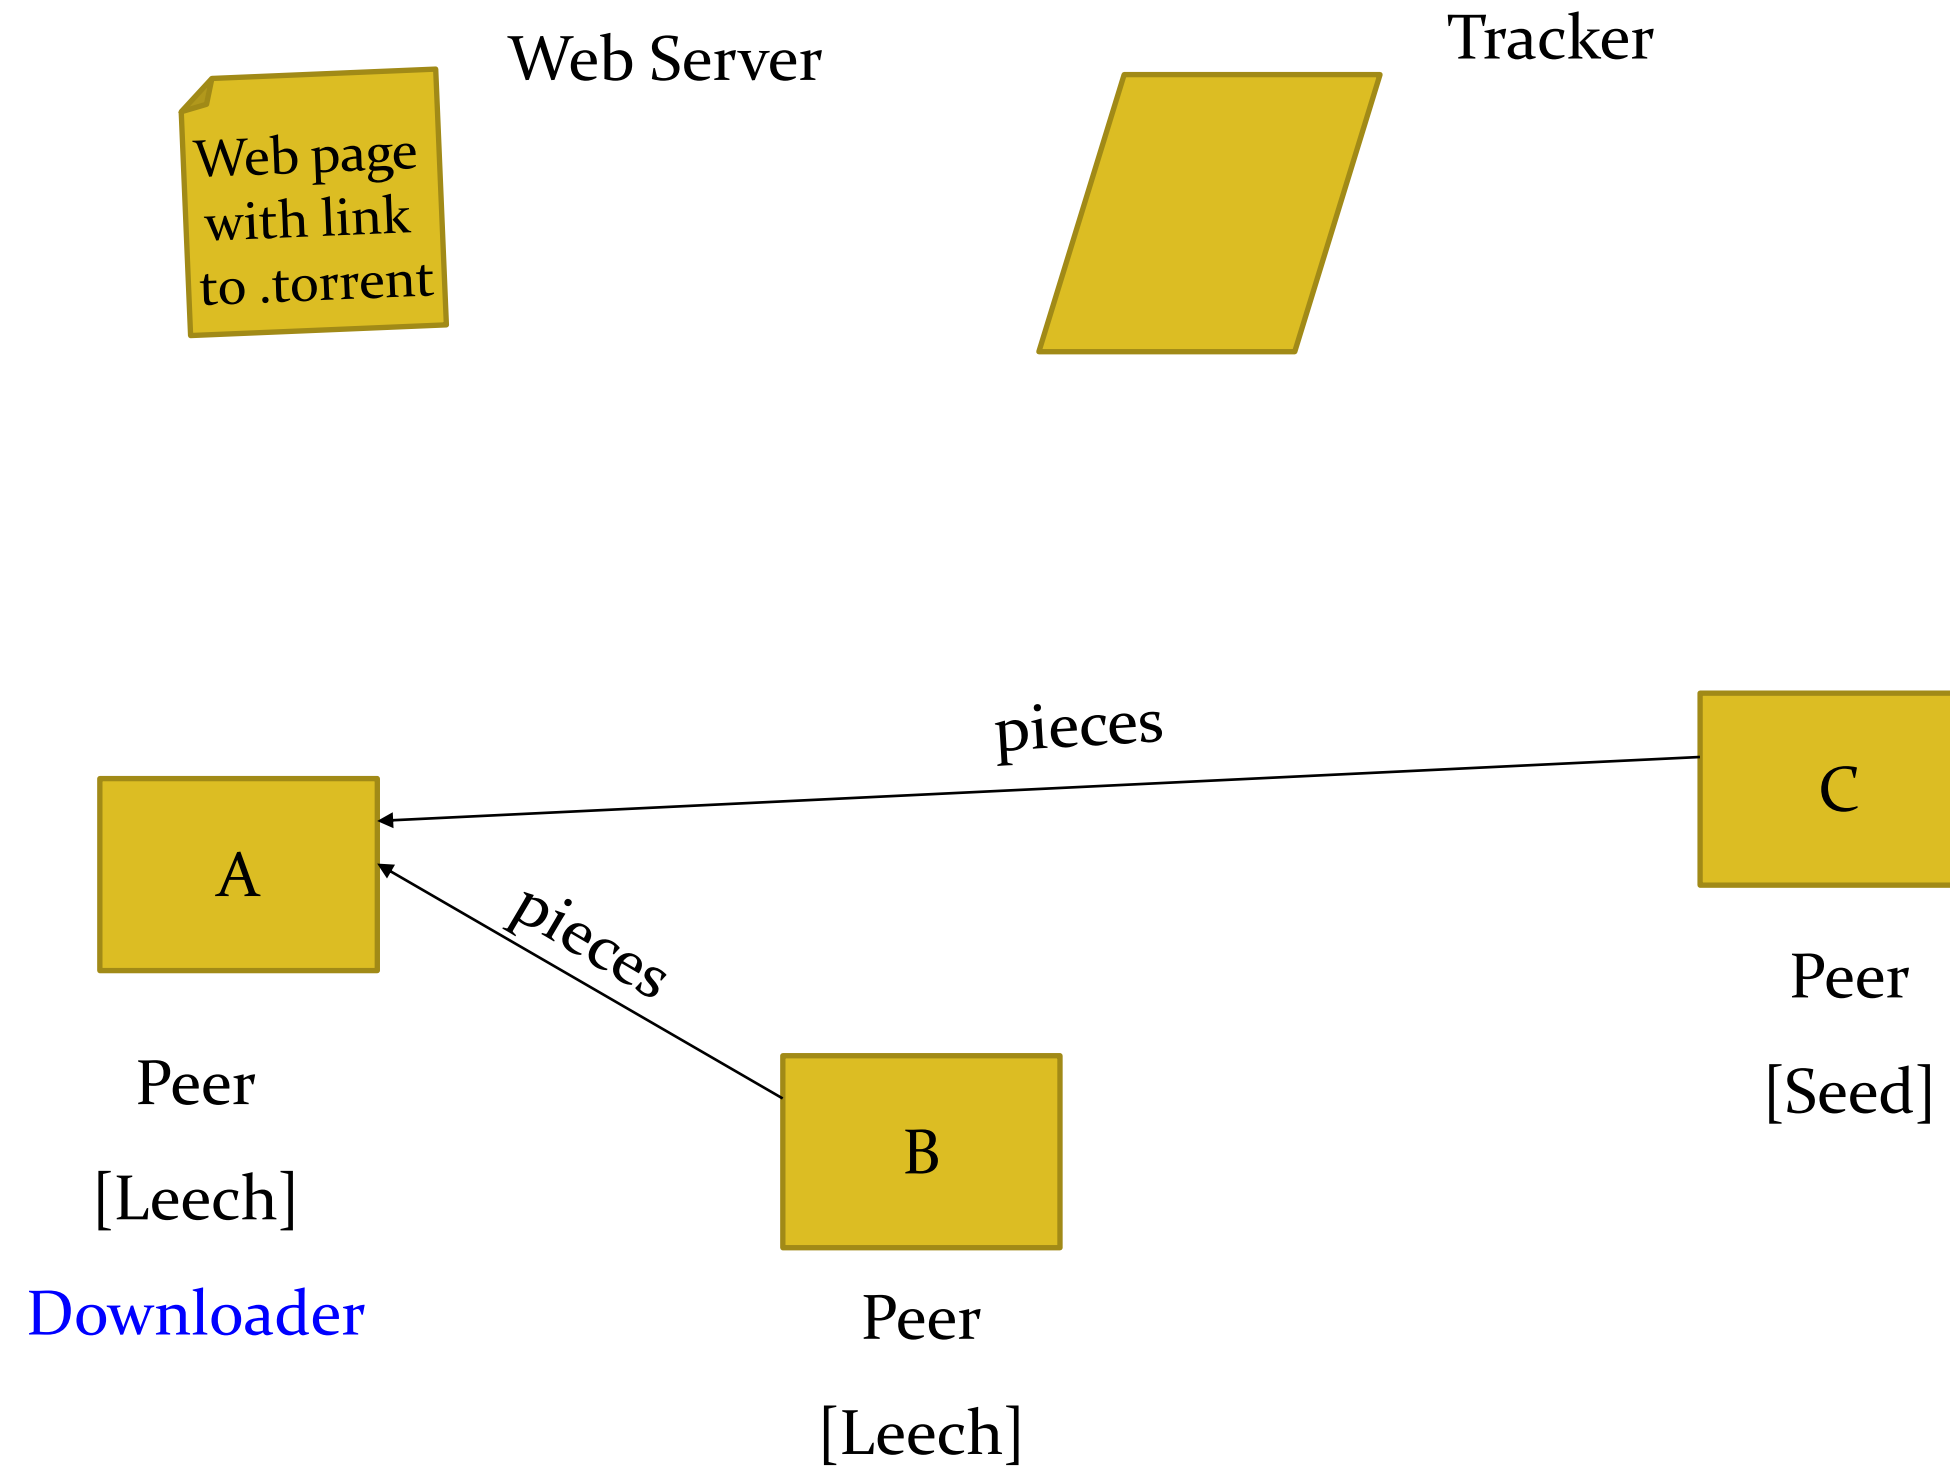 Web Server
Tracker
Web page
with link
to .torrent
pieces
C
A
pieces
Peer
[Seed]
Peer
[Leech]
Downloader
B
Peer
[Leech]